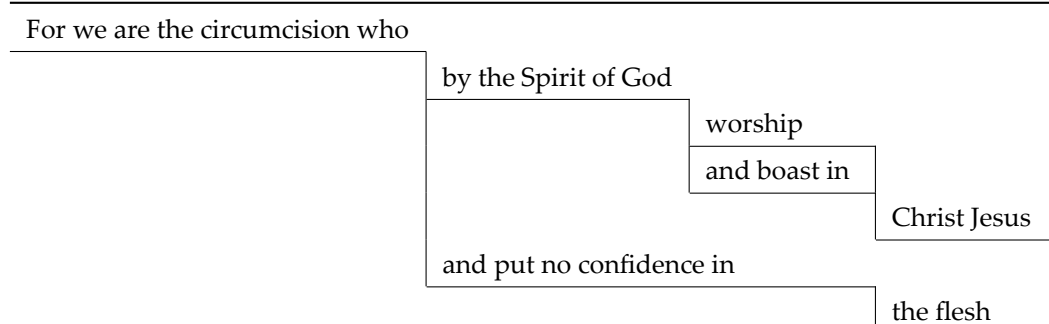 For we are the circumcision who
by the Spirit of God
worship
and boast in
Christ Jesus
and put no confidence in
the flesh